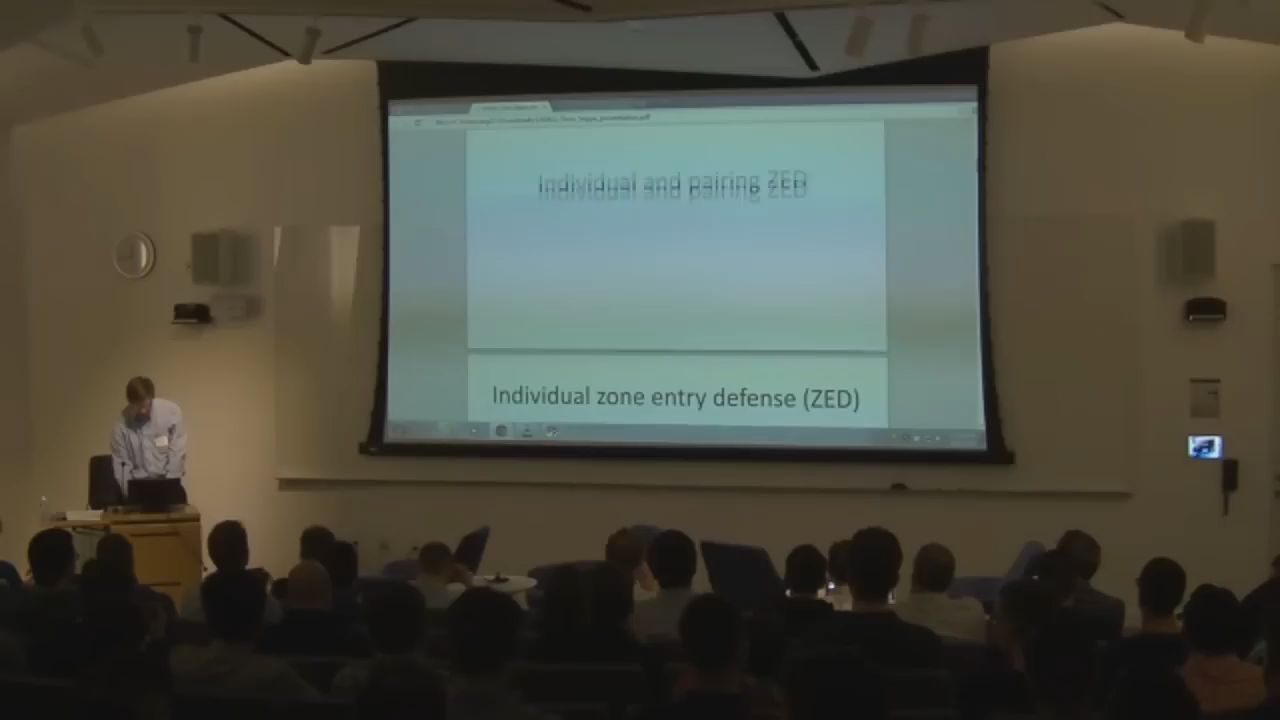 Individual and pairing ZED
Individual zone entry defense (ZED)